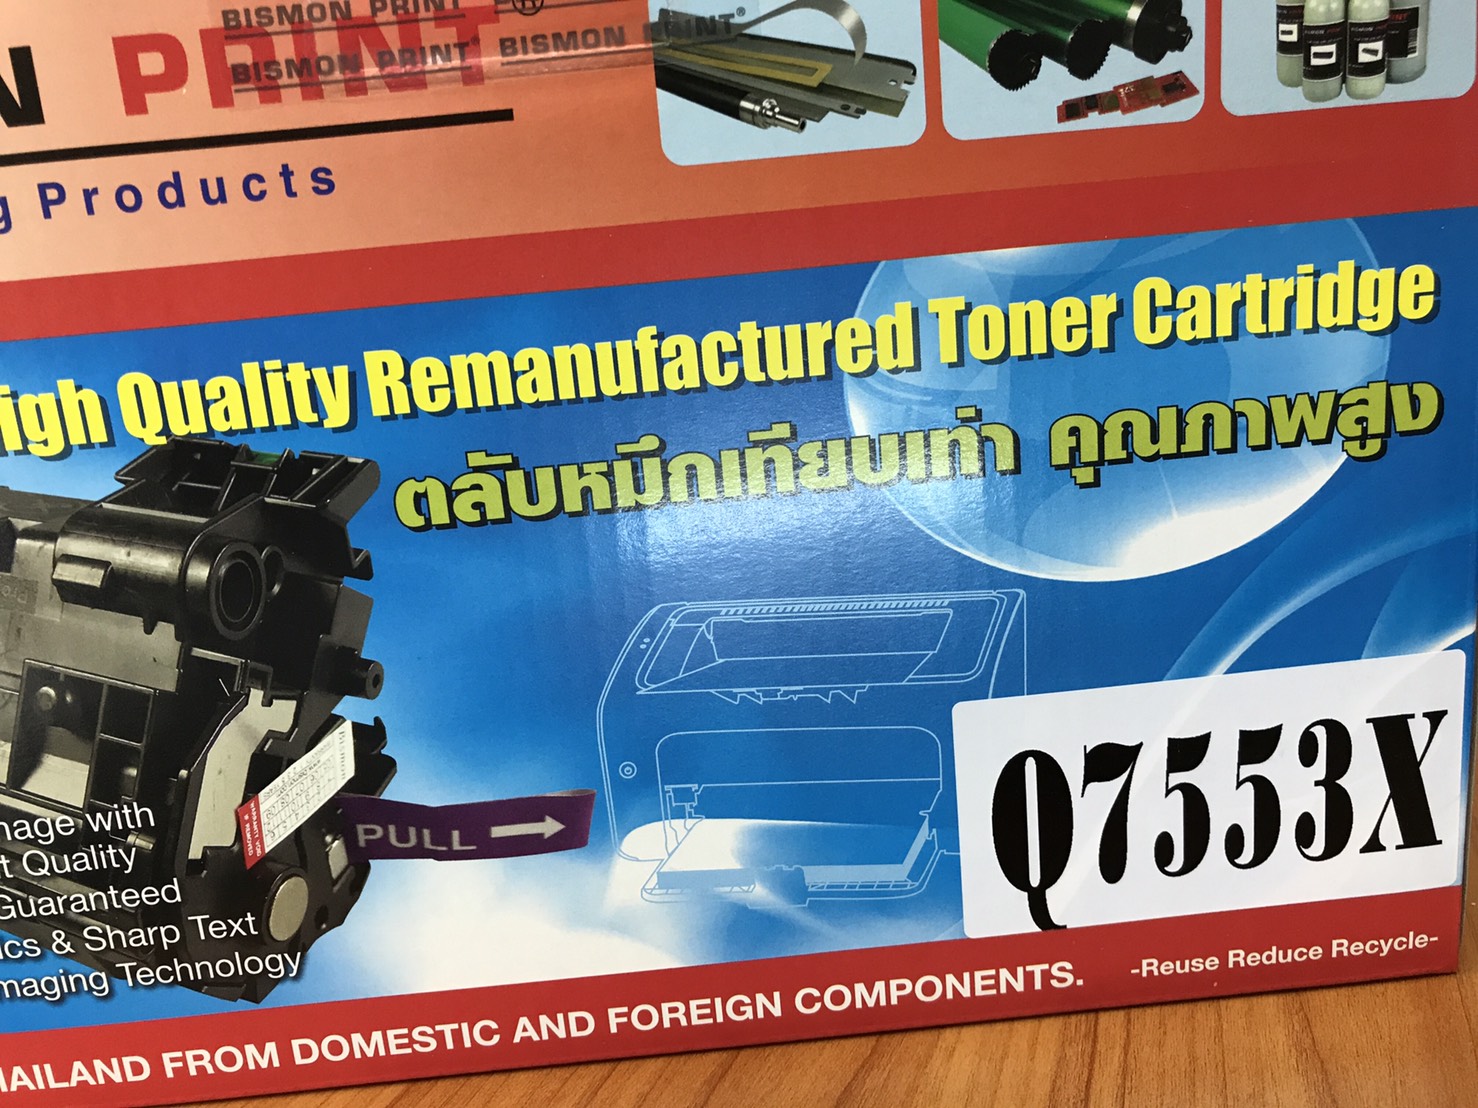 BISMON PRINT
N PRINT
BISMON PRINT BISMON PRINT
g Products
High Quality Remanufactured Toner Cartridge
ตลับหมึกเทียบเท่า คุณภาพสูง
PULL
Q7553X
mage with
t Quality
Guaranteed
ics & Sharp Text
maging Technology
HAILAND FROM DOMESTIC AND FOREIGN COMPONENTS.
-Reuse Reduce Recycle-